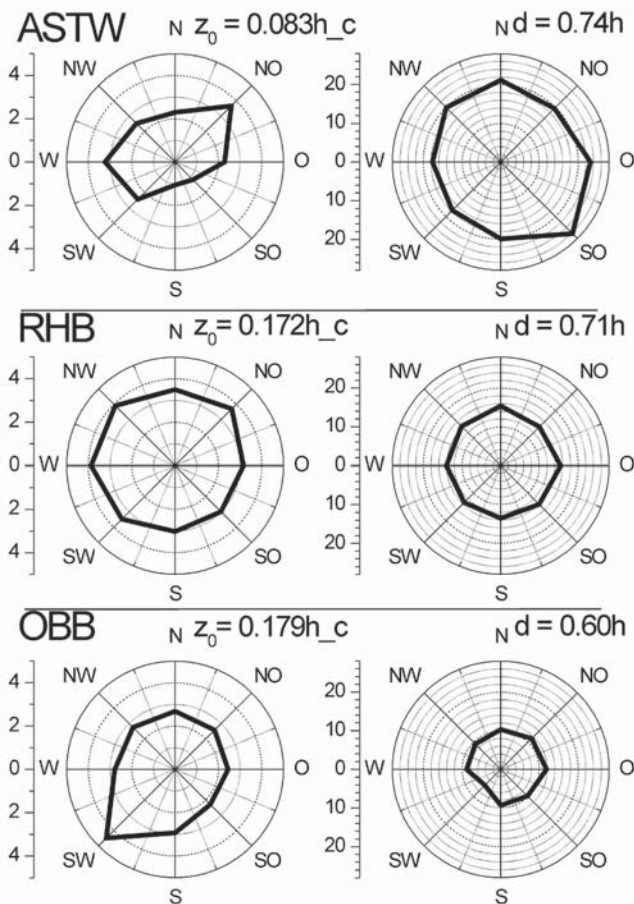 ASTW N z₀ = 0.083h_c N d = 0.74h
4 NW NO 20 NW NO
2 10
0 W O 0 W O
2 10
4 SW SO 20 SW SO
S S
RHB N z₀ = 0.172h_c N d = 0.71h
4 NW NO 20 NW NO
2 10
0 W O 0 W O
2 10
4 SW SO 20 SW SO
S S
OBB N z₀ = 0.179h_c N d = 0.60h
4 NW NO 20 NW NO
2 10
0 W O 0 W O
2 10
4 SW SO 20 SW SO
S S